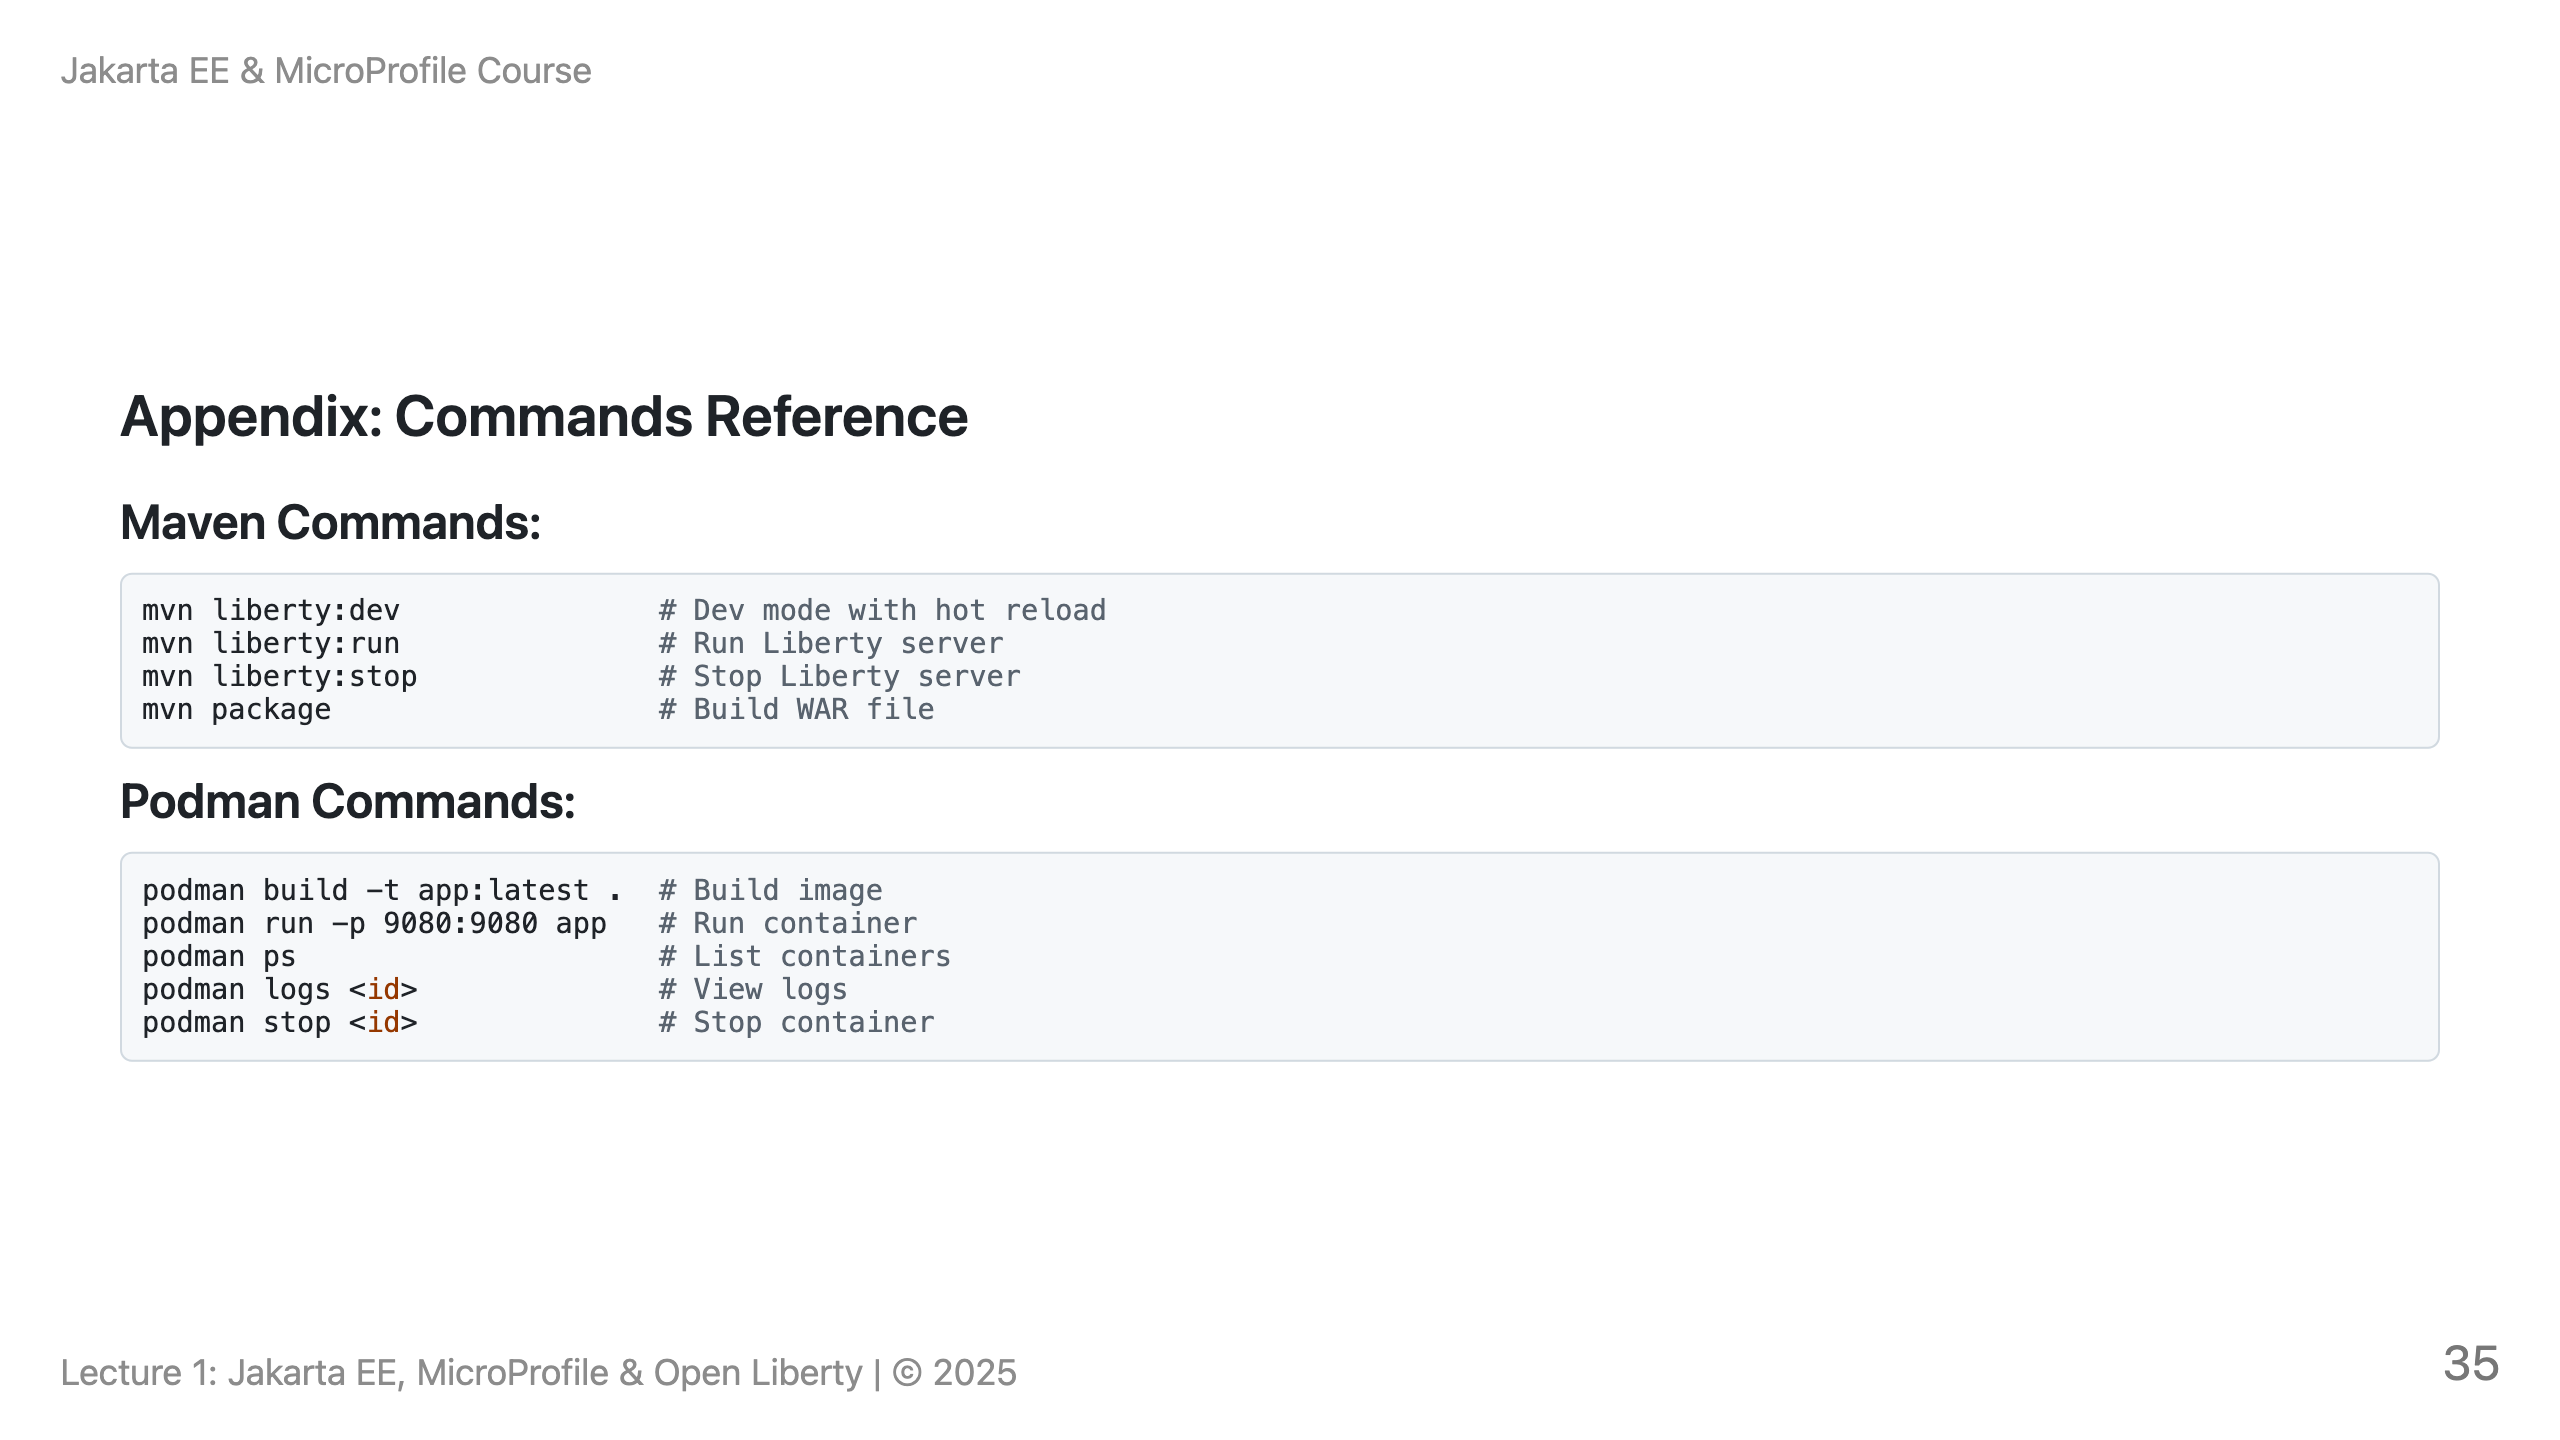 Jakarta EE & MicroProfile Course
Appendix: Commands Reference
Maven Commands:
mvn liberty:dev               # Dev mode with hot reload
mvn liberty:run               # Run Liberty server
mvn liberty:stop              # Stop Liberty server
mvn package                   # Build WAR file
Podman Commands:
podman build -t app:latest .  # Build image
podman run -p 9080:9080 app   # Run container
podman ps                     # List containers
podman logs <id>              # View logs
podman stop <id>              # Stop container
Lecture 1: Jakarta EE, MicroProfile & Open Liberty | © 2025
35